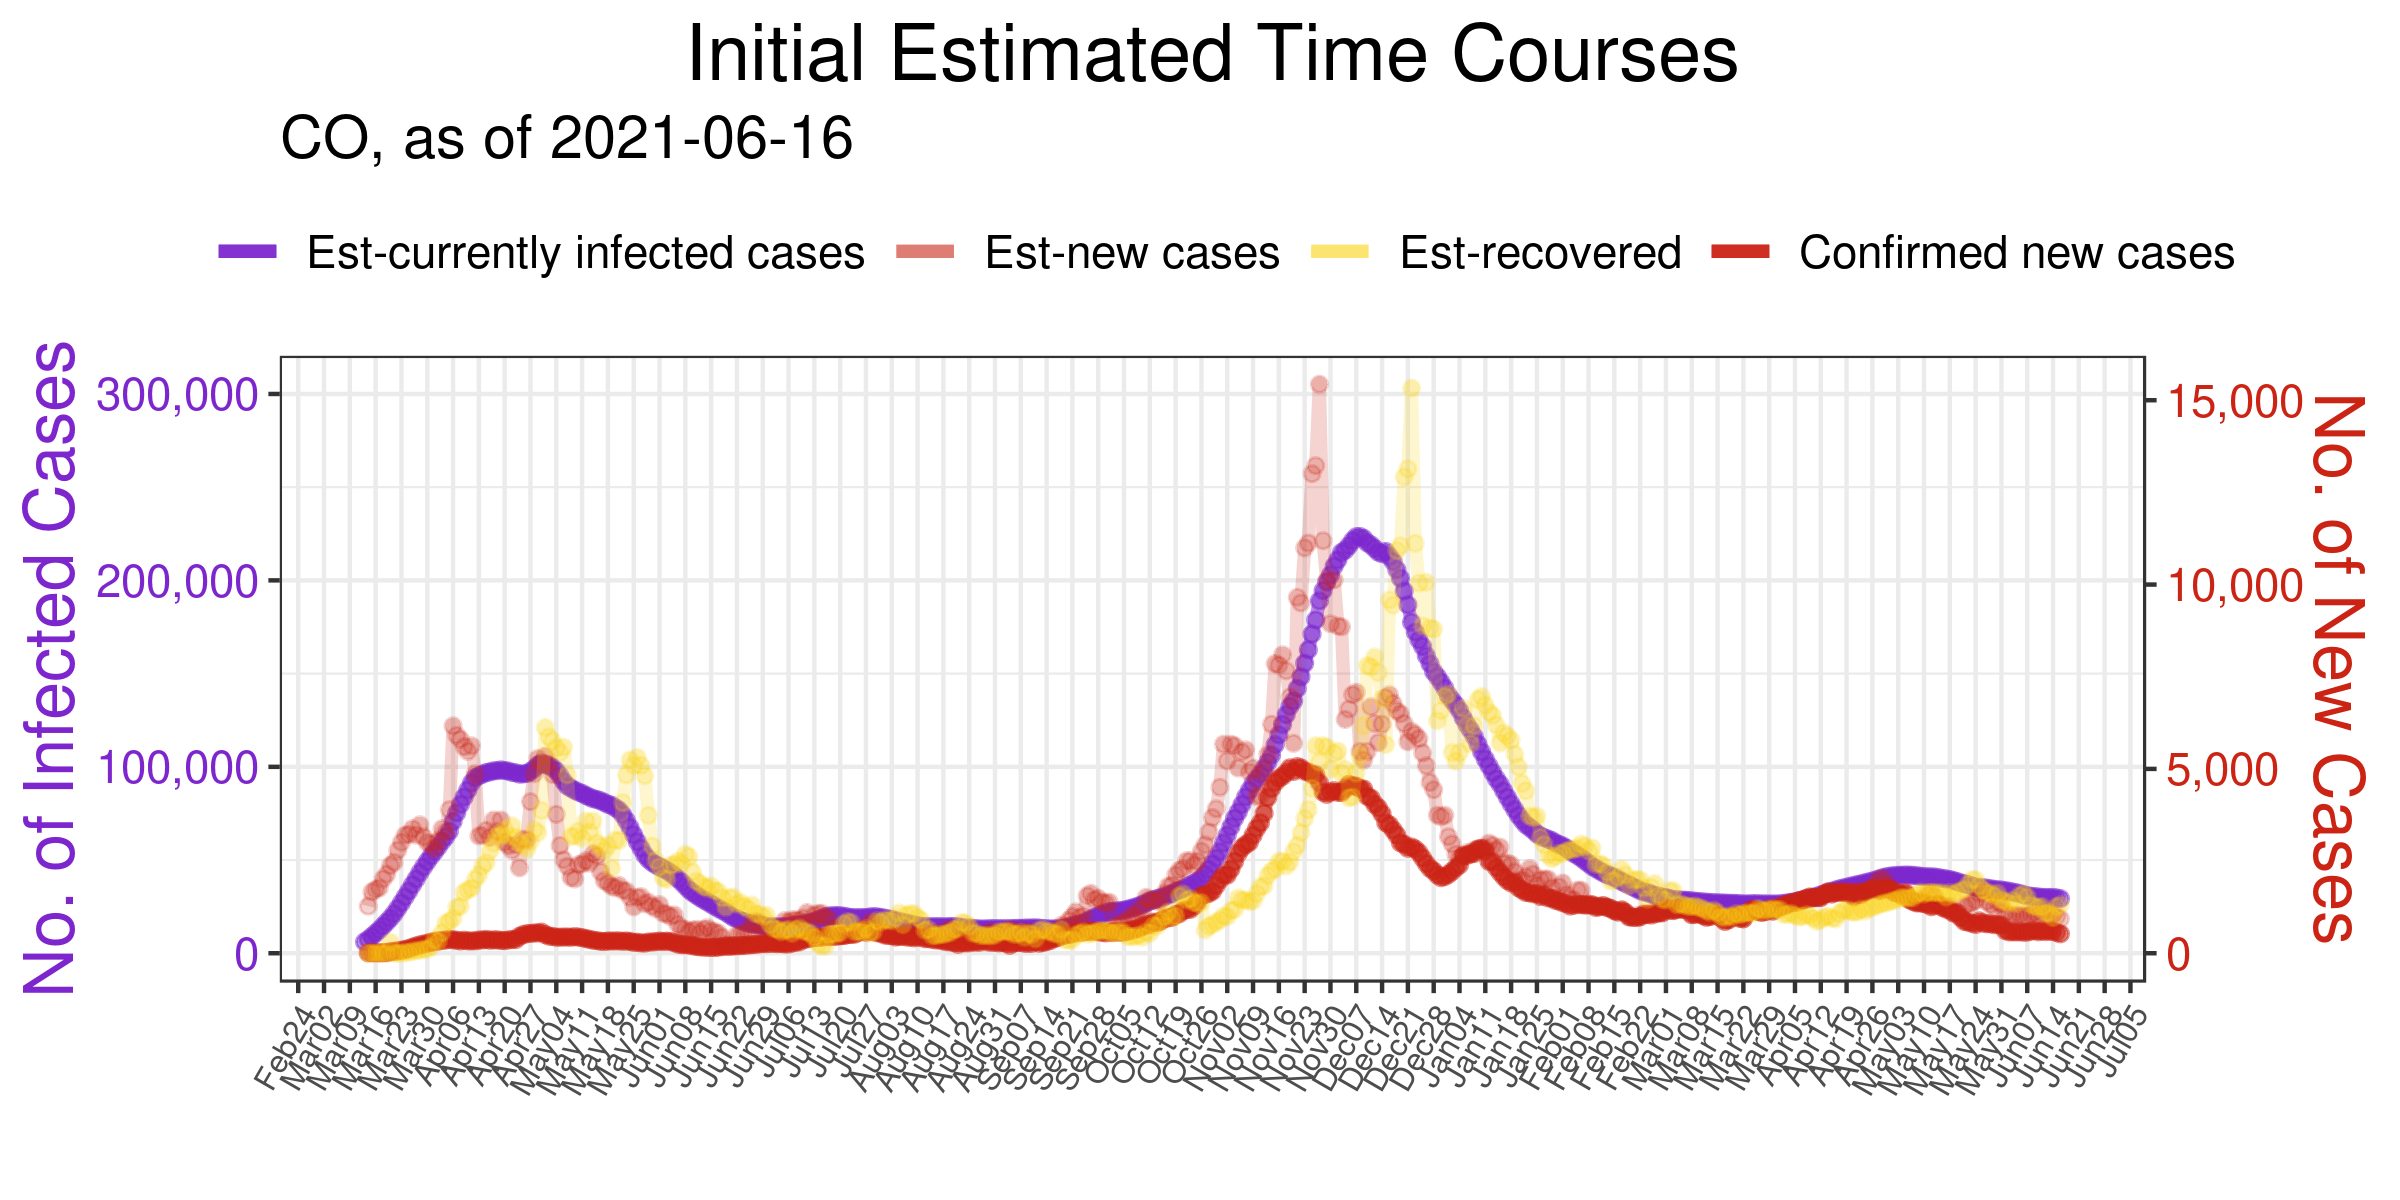 Initial Estimated Time Courses
CO, as of 2021-06-16
Est-currently infected cases Est-new cases Est-recovered Confirmed new cases
No. of Infected Cases
300,000
200,000
100,000
0
15,000
10,000
5,000
0
No. of New Cases
Feb24 Mar02 Mar09 Mar16 Mar23 Mar30 Apr06 Apr13 Apr20 Apr27 May04 May11 May18 May25 Jun01 Jun08 Jun15 Jun22 Jun29 Jul06 Jul13 Jul20 Jul27 Aug03 Aug10 Aug17 Aug24 Aug31 Sep07 Sep14 Sep21 Sep28 Oct05 Oct12 Oct19 Oct26 Nov02 Nov09 Nov16 Nov23 Nov30 Dec07 Dec14 Dec21 Dec28 Jan04 Jan11 Jan18 Jan25 Feb01 Feb08 Feb15 Feb22 Mar01 Mar08 Mar15 Mar22 Mar29 Apr05 Apr12 Apr19 Apr26 May03 May10 May17 May24 May31 Jun07 Jun14 Jun21 Jun28 Jul05